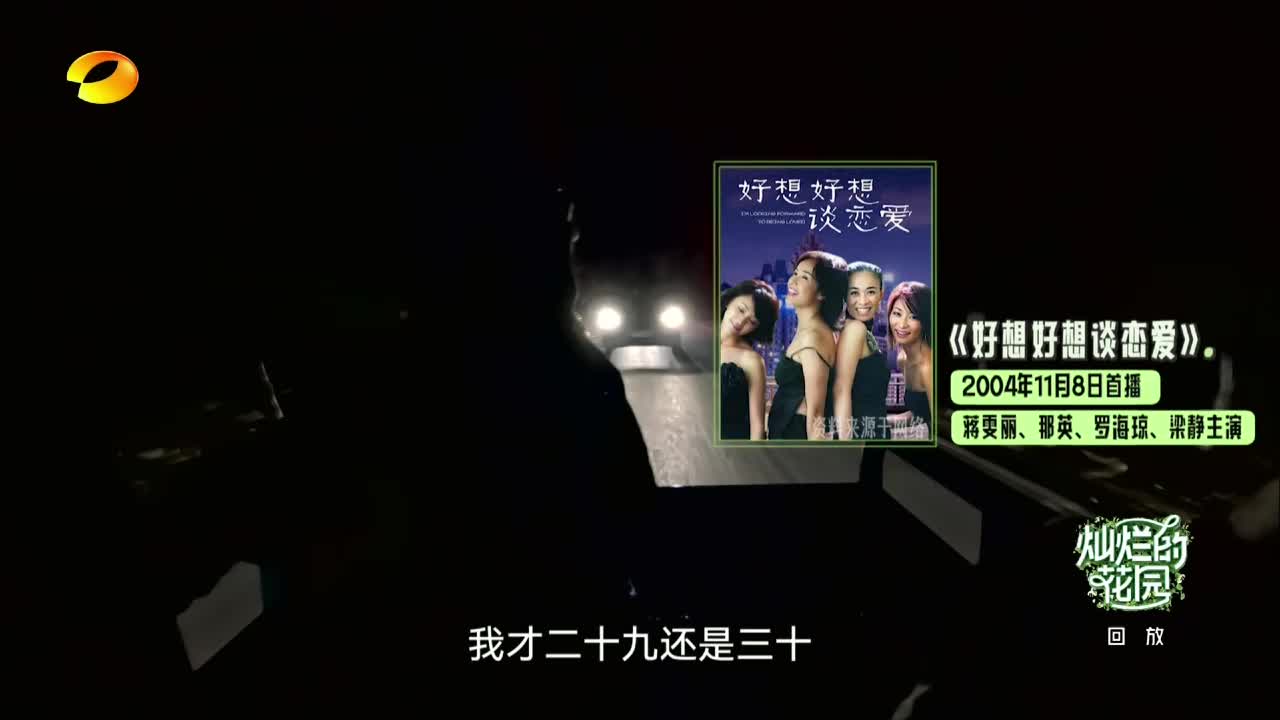 好想好想
谈恋爱
I'M LOOKING FORWARD
TO BEING LOVED
资料来源于网络
《好想好想谈恋爱》
2004年11月8日首播
蒋雯丽、那英、罗海琼、梁静主演
灿烂的
花园
回放
我才二十九还是三十